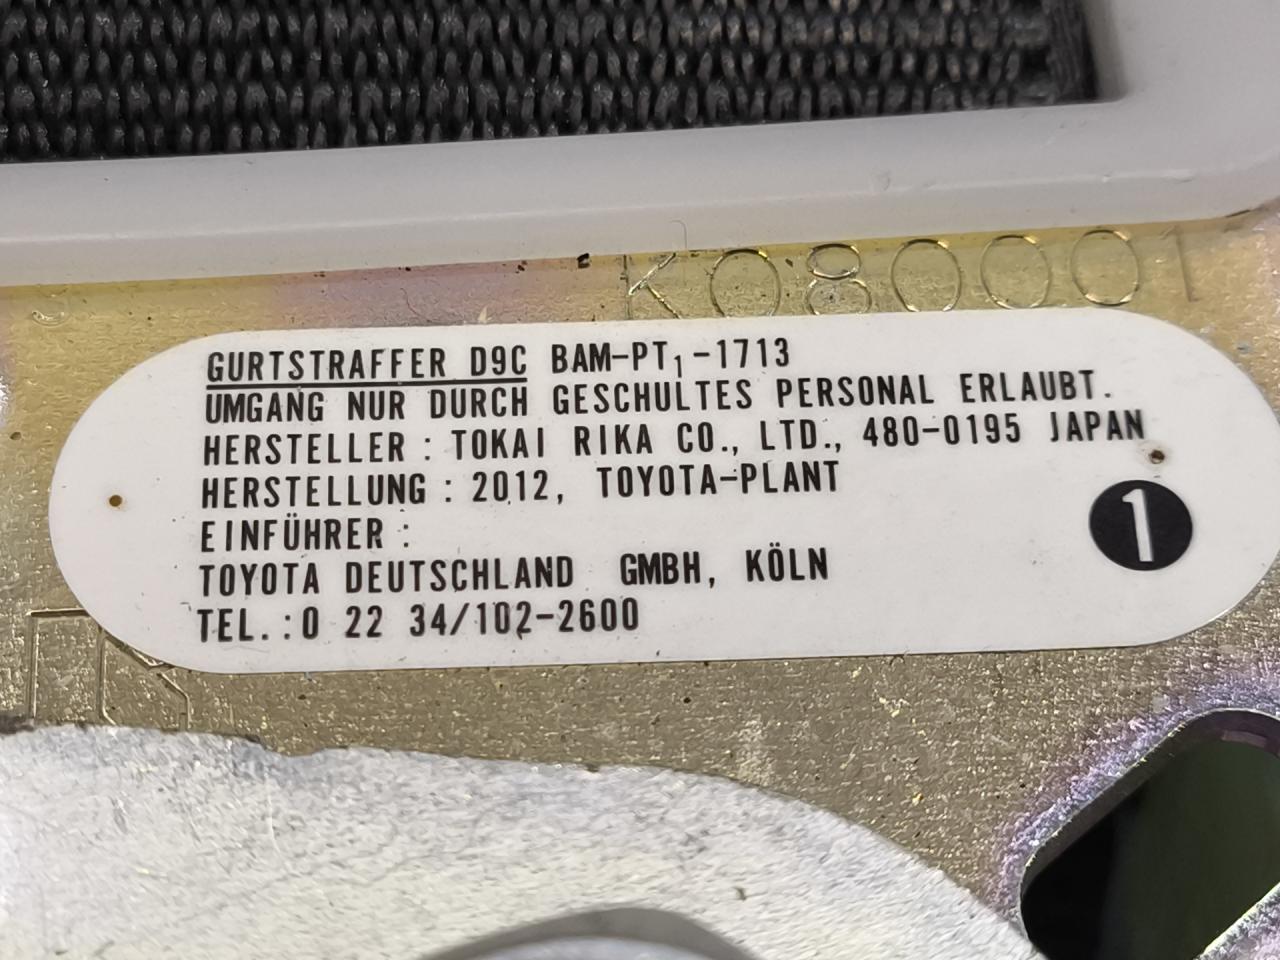 K080001
GURTSTRAFFER D9C BAM-PT1-1713
UMGANG NUR DURCH GESCHULTES PERSONAL ERLAUBT.
HERSTELLER : TOKAI RIKA CO., LTD., 480-0195 JAPAN
HERSTELLUNG : 2012, TOYOTA-PLANT
1
EINFÜHRER :
TOYOTA DEUTSCHLAND GMBH, KÖLN
TEL.:0 22 34/102-2600